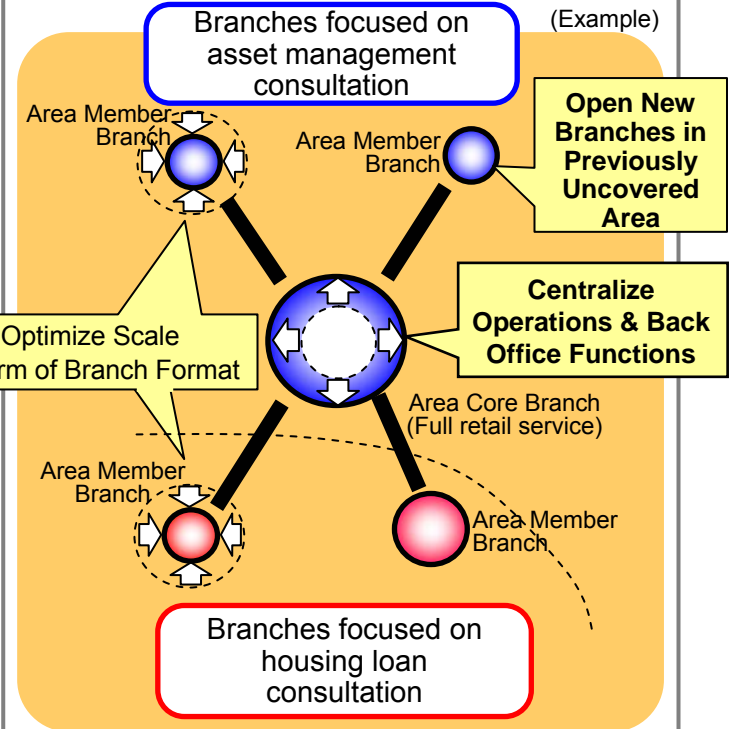 Branches focused on
asset management
consultation
(Example)
Area Member
Branch
Area Member
Branch
Open New
Branches in
Previously
Uncovered
Area
Centralize
Operations & Back
Office Functions
Optimize Scale
rm of Branch Format
Area Core Branch
(Full retail service)
Area Member
Branch
Area Member
Branch
Branches focused on
housing loan
consultation